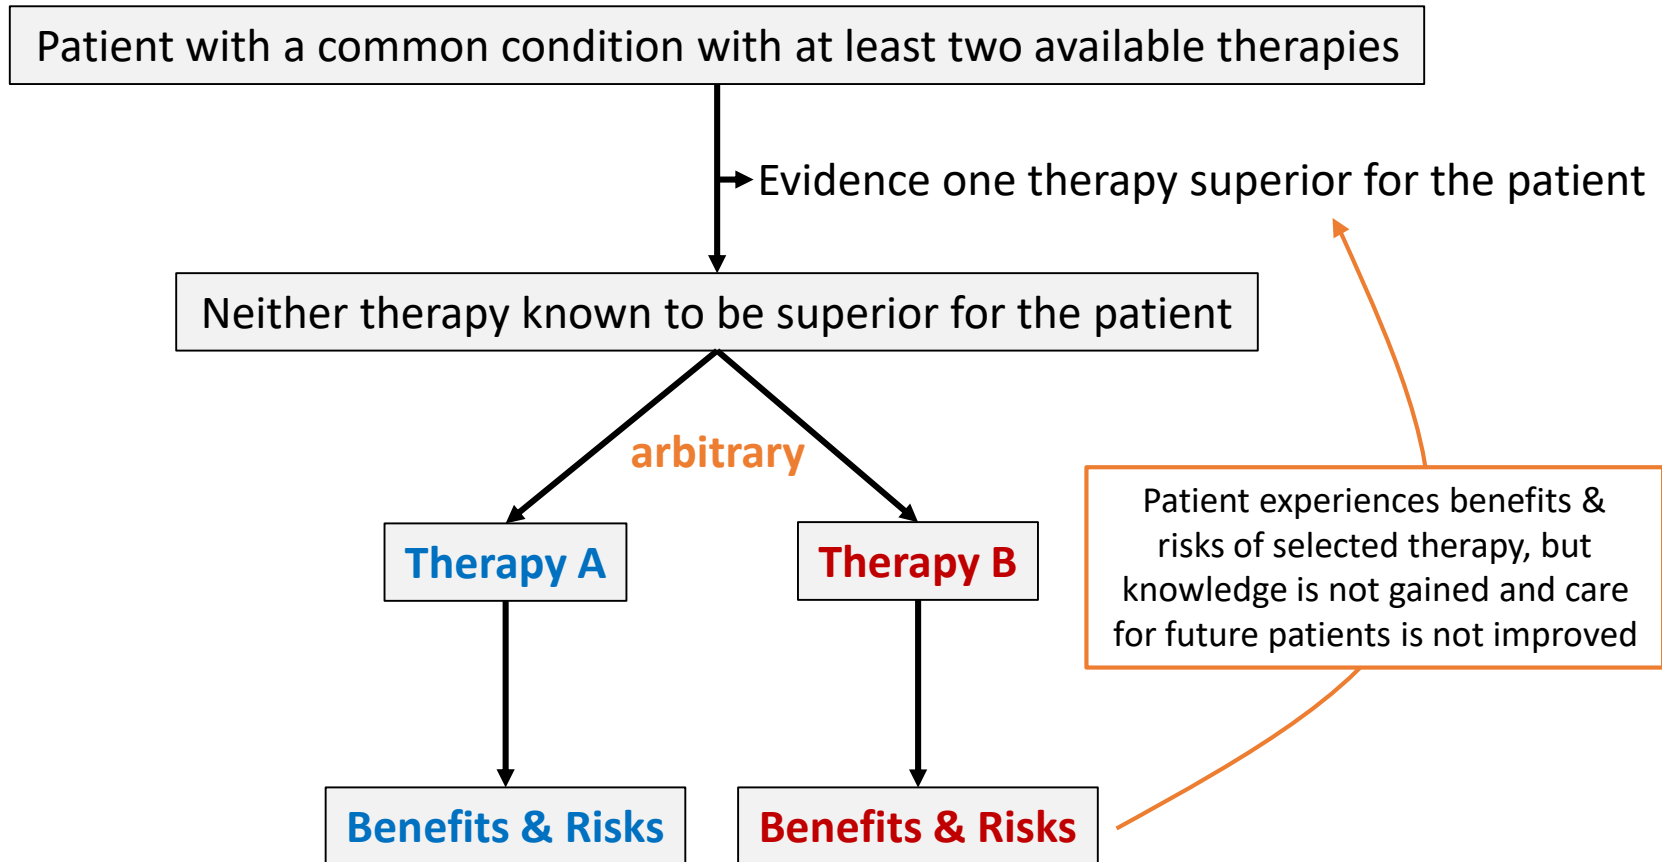 Patient with a common condition with at least two available therapies
Evidence one therapy superior for the patient
Neither therapy known to be superior for the patient
arbitrary
Therapy A
Therapy B
Patient experiences benefits &
risks of selected therapy, but
knowledge is not gained and care
for future patients is not improved
Benefits & Risks
Benefits & Risks